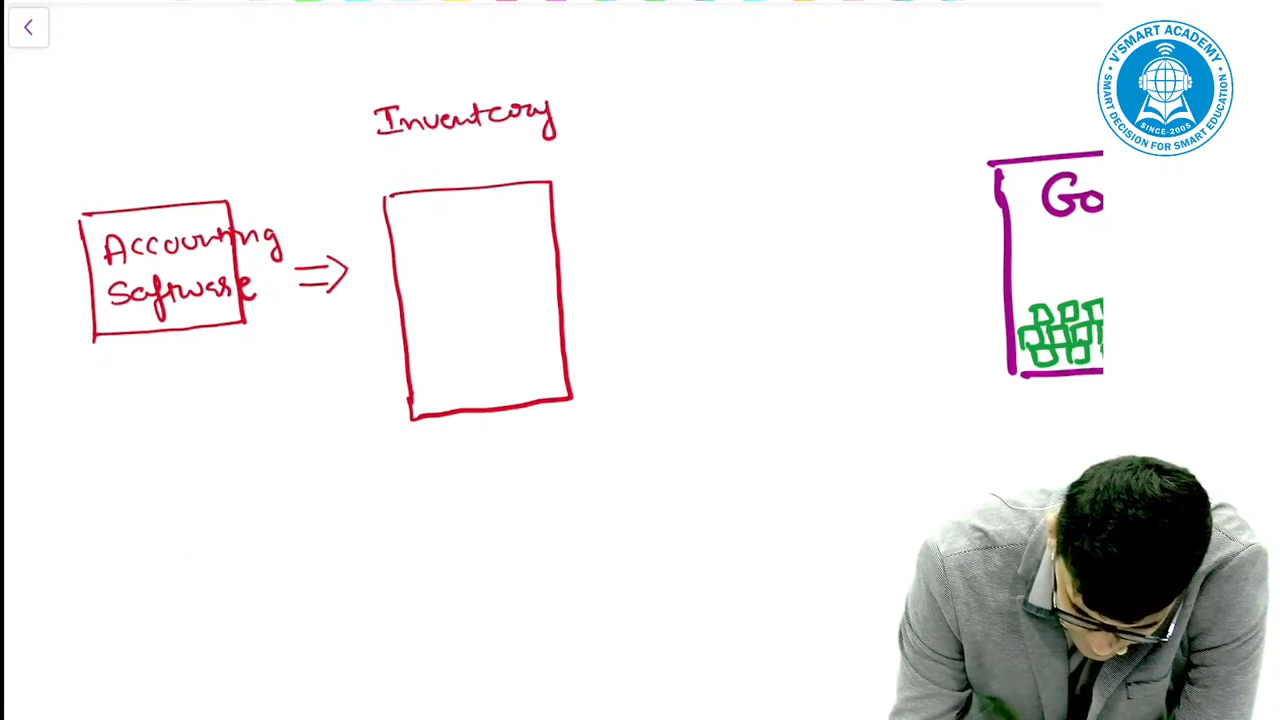 Inventory
Accounting
Software
Go
V'SMART ACADEMY
SINCE-2005
SMART DECISION FOR SMART EDUCATION